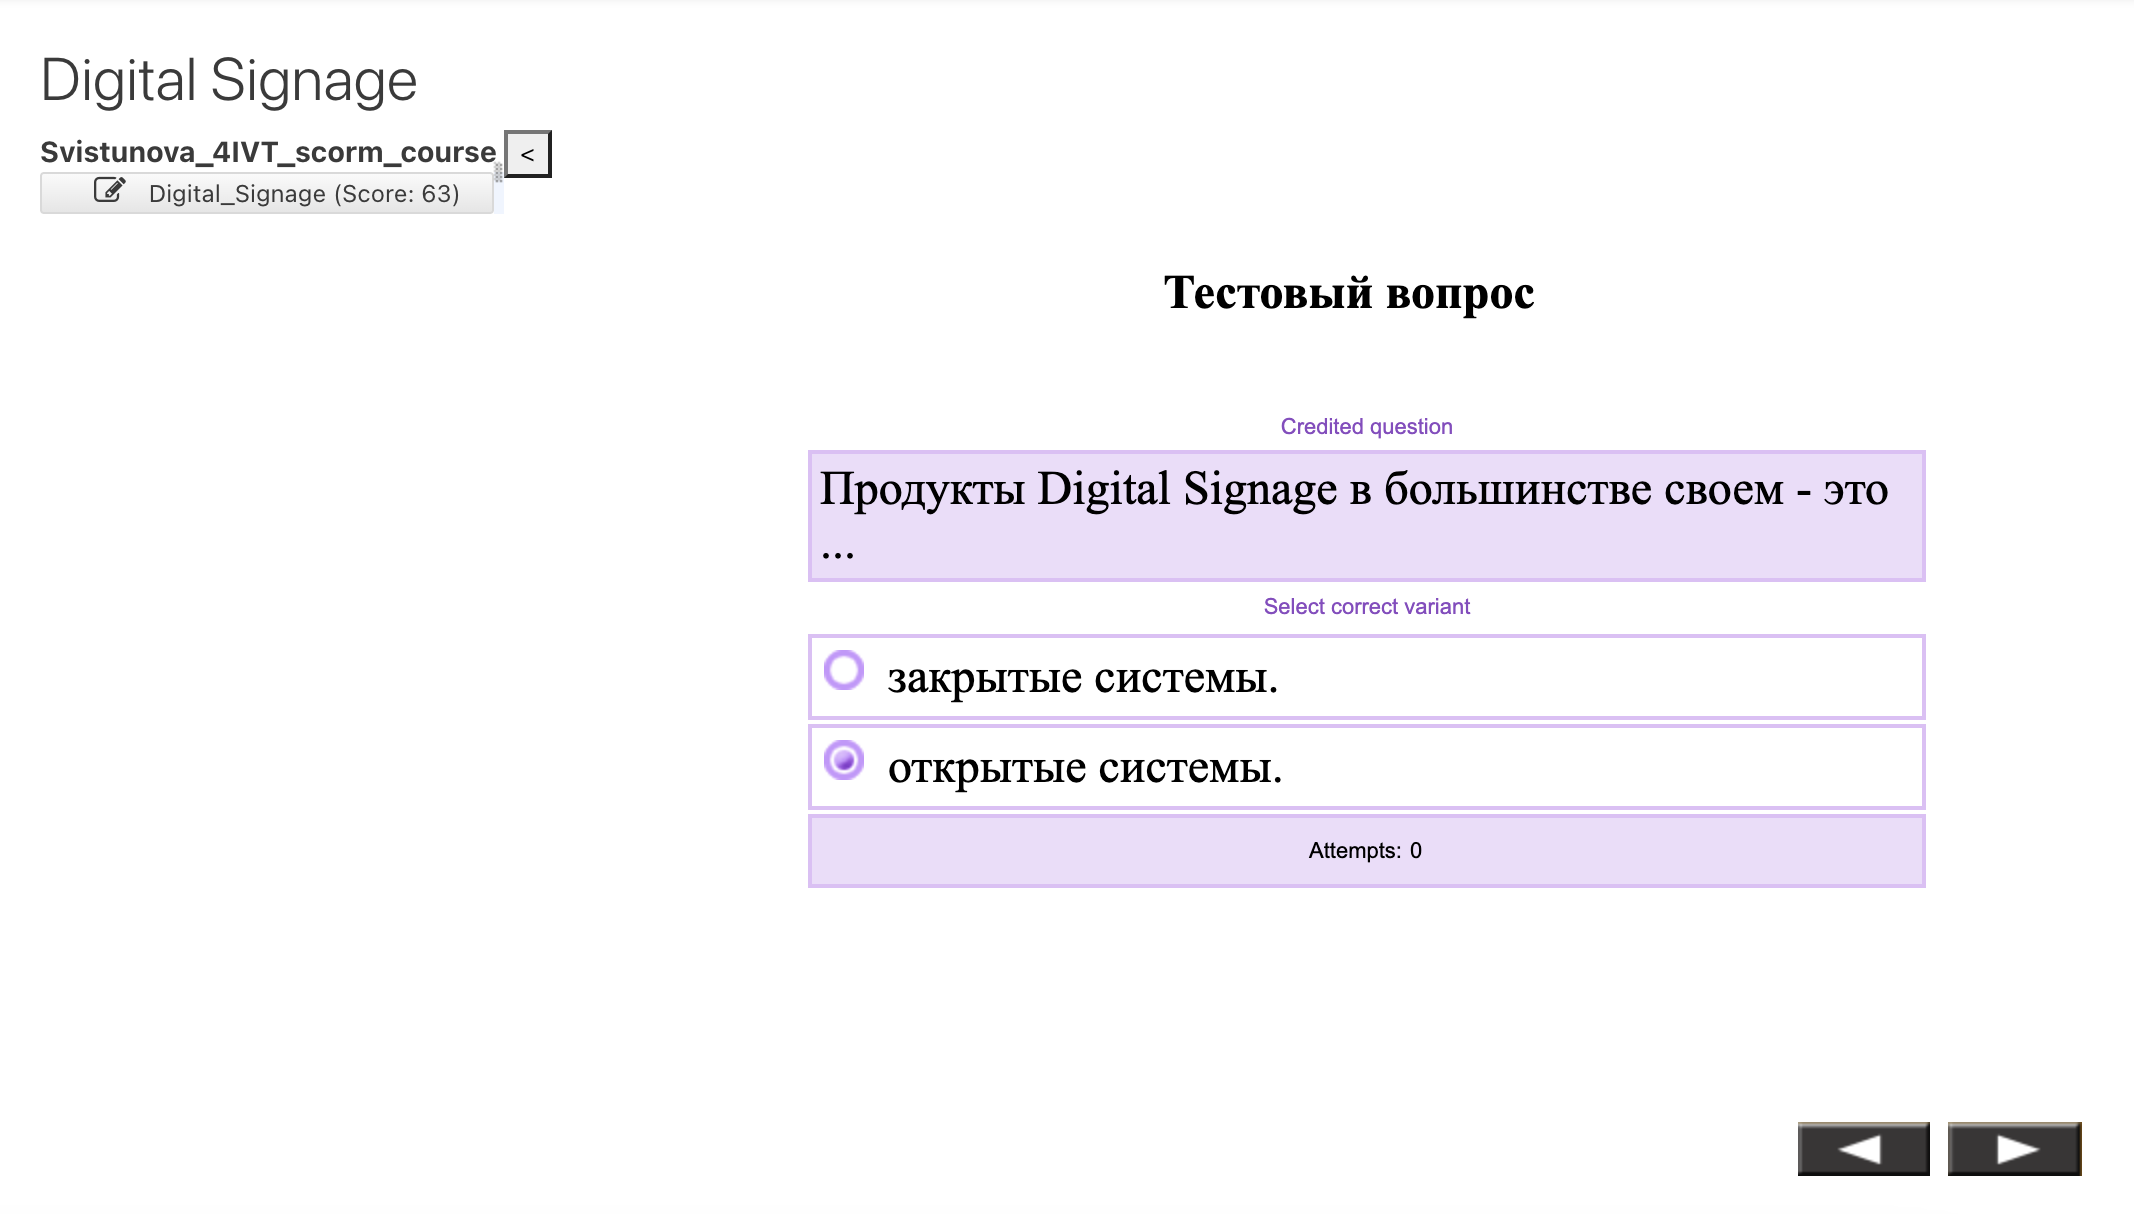 Digital Signage
Svistunova_4IVT_scorm_course
<
Digital_Signage (Score: 63)
Тестовый вопрос
Credited question
Продукты Digital Signage в большинстве своем - это
...
Select correct variant
закрытые системы.
открытые системы.
Attempts: 0